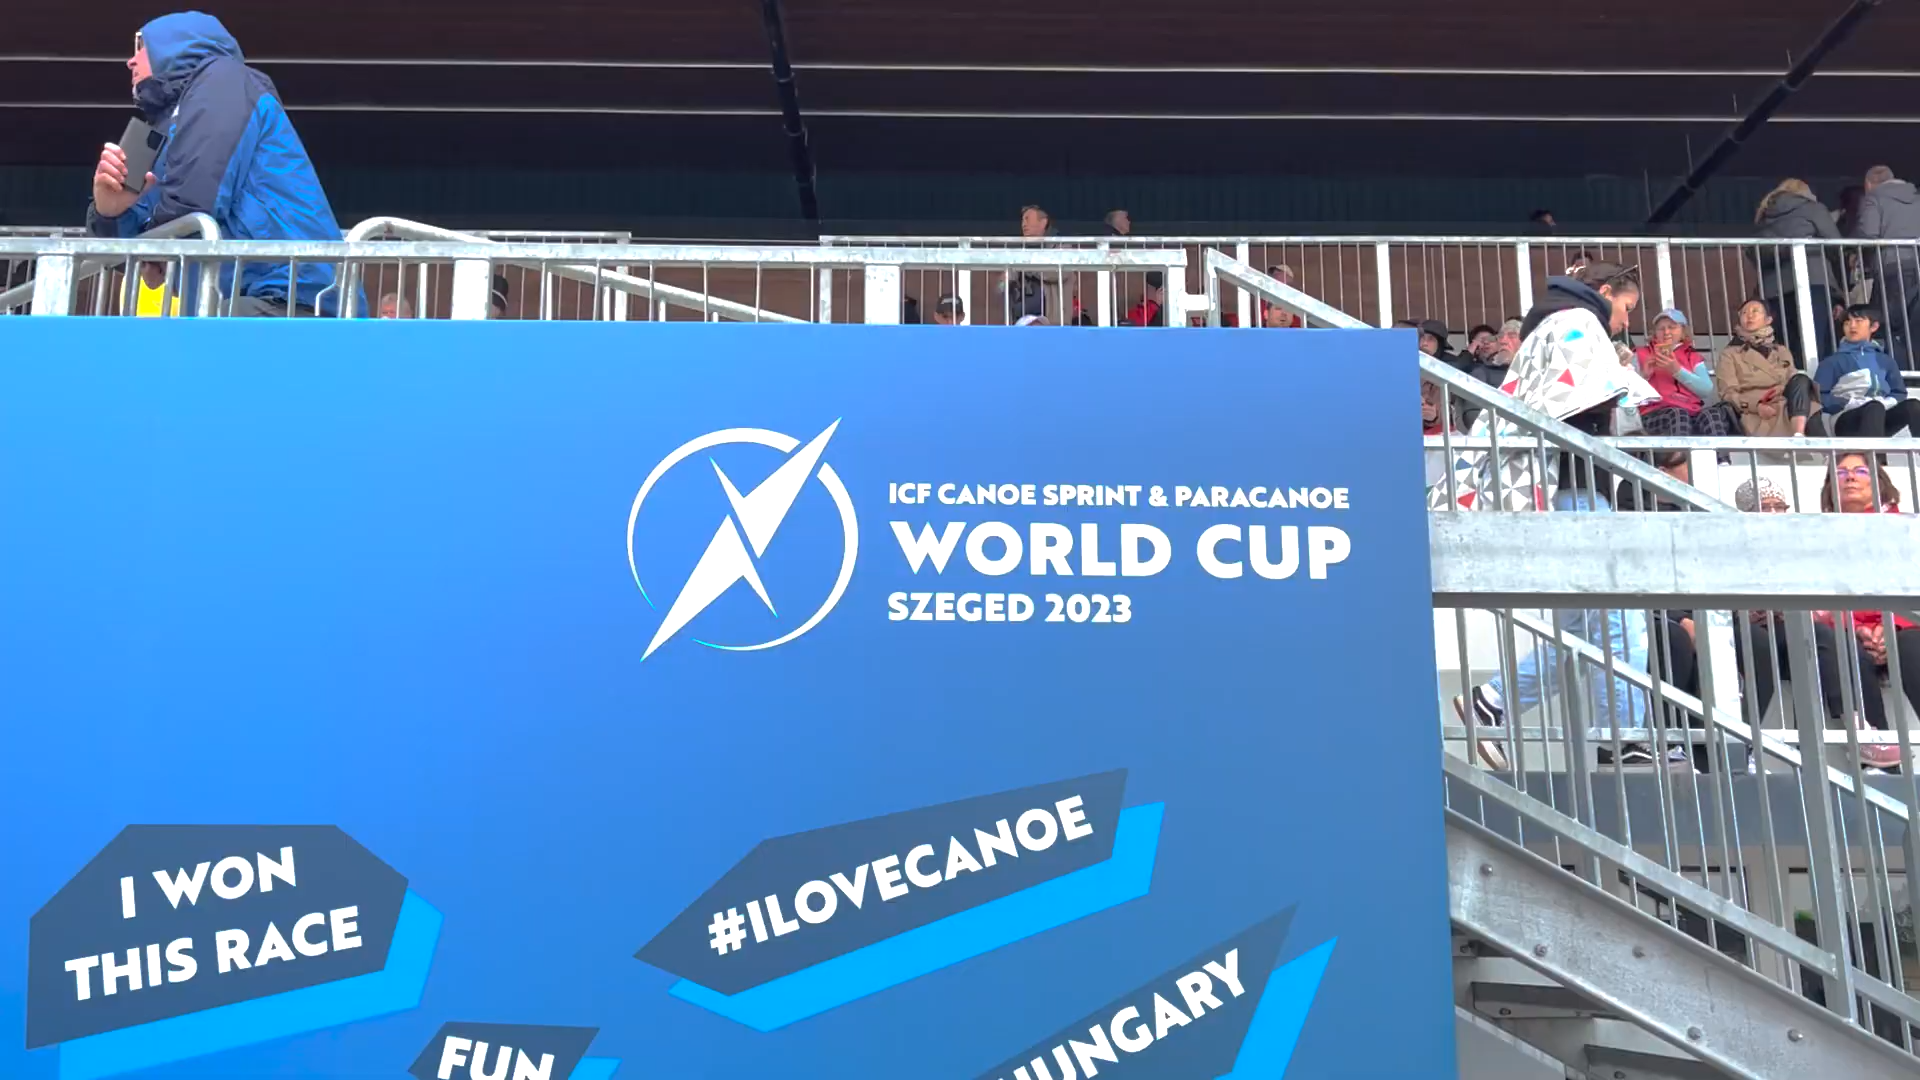 ICF CANOE SPRINT & PARACANOE
WORLD CUP
SZEGED 2023
I WON
THIS RACE
#ILOVECANOE
HUNGARY
FUN